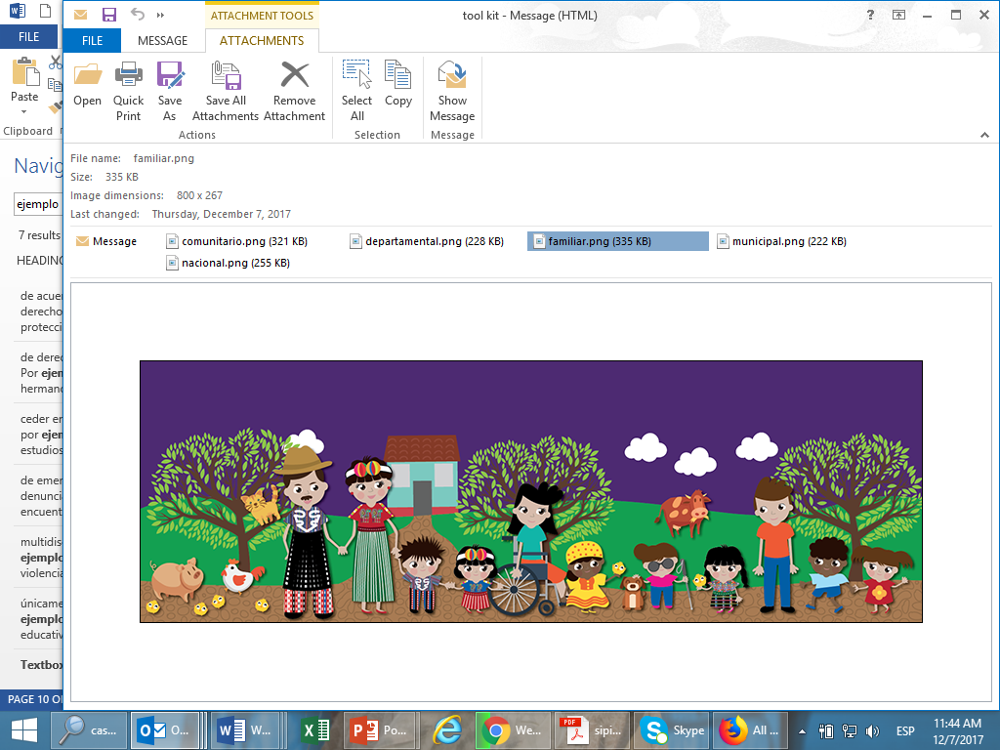 ATTACHMENT TOOLS
tool kit - Message (HTML)
FILE
FILE
MESSAGE
ATTACHMENTS
Paste
Clipboard
Open
Quick Print
Save As
Save All Attachments
Remove Attachment
Select All
Copy
Show Message
Actions
Selection
Message
Navig
ejemplo
7 results
HEADING
File name: familiar.png
Size: 335 KB
Image dimensions: 800 x 267
Last changed: Thursday, December 7, 2017
Message
comunitario.png (321 KB)
departamental.png (228 KB)
familiar.png (335 KB)
municipal.png (222 KB)
nacional.png (255 KB)
de acuer
derecho
protecci
de derec
Por ejem
hermano
ceder en
por ejem
estudios
de emer
denunci
encuent
multidis
ejemplo
violencia
únicame
ejemplo
educativ
Textbox
PAGE 10 O
cas...
O...
W...
Po...
We...
PDF
sipi...
Skype
All ...
ESP
11:44 AM
12/7/2017